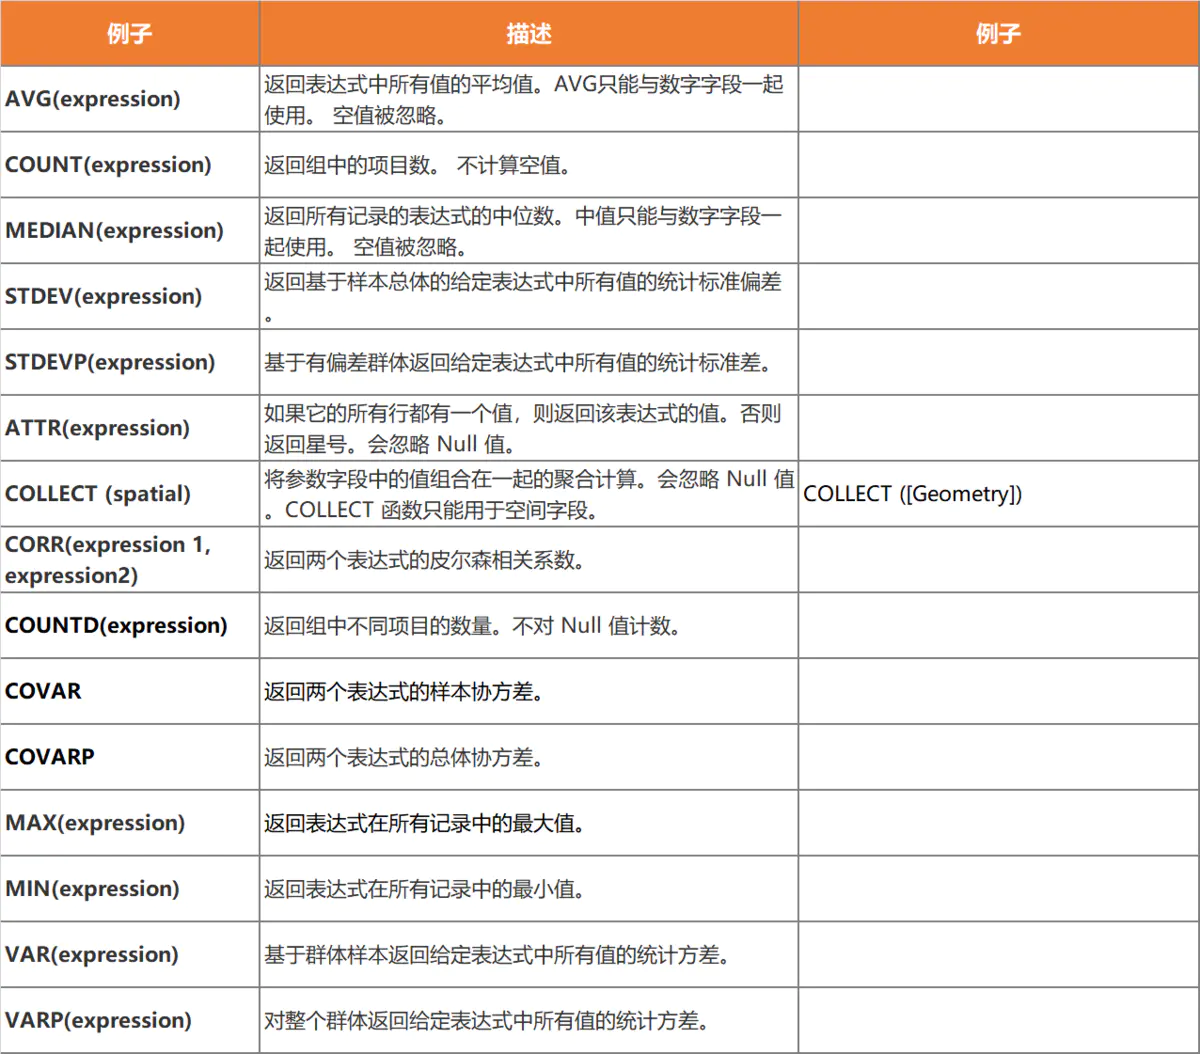 例子 描述 例子
AVG(expression) 返回表达式中所有值的平均值。AVG只能与数字字段一起
使用。 空值被忽略。
COUNT(expression) 返回组中的项目数。 不计算空值。
MEDIAN(expression) 返回所有记录的表达式的中位数。中值只能与数字字段一
起使用。 空值被忽略。
STDEV(expression) 返回基于样本总体的给定表达式中所有值的统计标准偏差
。
STDEVP(expression) 基于有偏差群体返回给定表达式中所有值的统计标准差。
ATTR(expression) 如果它的所有行都有一个值，则返回该表达式的值。否则
返回星号。会忽略 Null 值。
COLLECT (spatial) 将参数字段中的值组合在一起的聚合计算。会忽略 Null 值
。COLLECT 函数只能用于空间字段。 COLLECT ([Geometry])
CORR(expression 1,
expression2) 返回两个表达式的皮尔森相关系数。
COUNTD(expression) 返回组中不同项目的数量。不对 Null 值计数。
COVAR 返回两个表达式的样本协方差。
COVARP 返回两个表达式的总体协方差。
MAX(expression) 返回表达式在所有记录中的最大值。
MIN(expression) 返回表达式在所有记录中的最小值。
VAR(expression) 基于群体样本返回给定表达式中所有值的统计方差。
VARP(expression) 对整个群体返回给定表达式中所有值的统计方差。